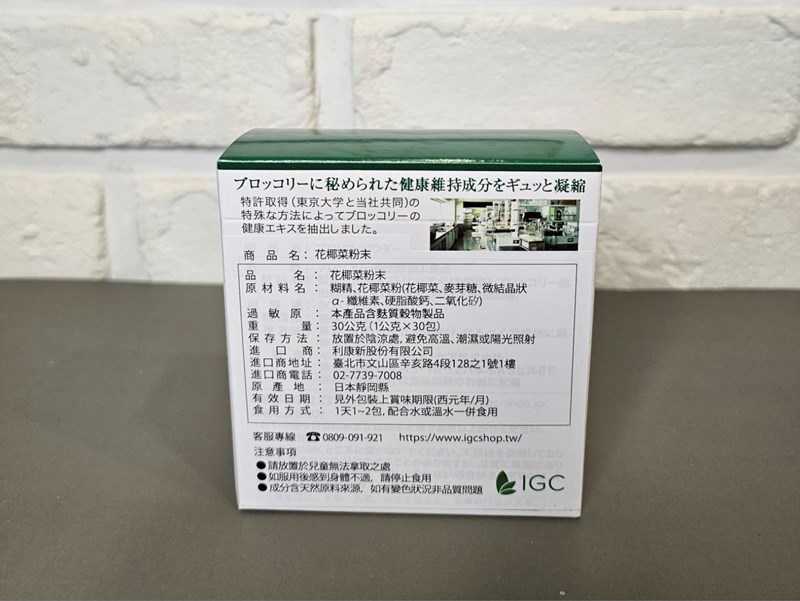 ブロッコリーに秘められた健康維持成分をギュッと凝縮
特許取得(東京大学と当社共同)の
特殊な方法によってブロッコリーの
健康エキスを抽出しました。
商品名：花椰菜粉末
品名：花椰菜粉末
原材料名：糊精、花椰菜粉(花椰菜、麥芽糖、微結晶狀
α-纖維素、硬脂酸鈣、二氧化矽)
過敏原：本產品含麩質穀物製品
重量：30公克(1公克×30包)
保存方法：放置於陰涼處，避免高溫、潮濕或陽光照射
進口商：利康新股份有限公司
進口商地址：臺北市文山區辛亥路4段128之1號1樓
進口商電話：02-7739-7008
原產地：日本靜岡縣
有效日期：見外包裝上賞味期限(西元年/月)
食用方式：1天1~2包，配合水或溫水一併食用
客服專線 ☎0809-091-921 https://www.igcshop.tw/
注意事項
●請放置於兒童無法拿取之處
●如服用後感到身體不適，請停止食用
●成分含天然原料來源，如有變色狀況非品質問題
IGC